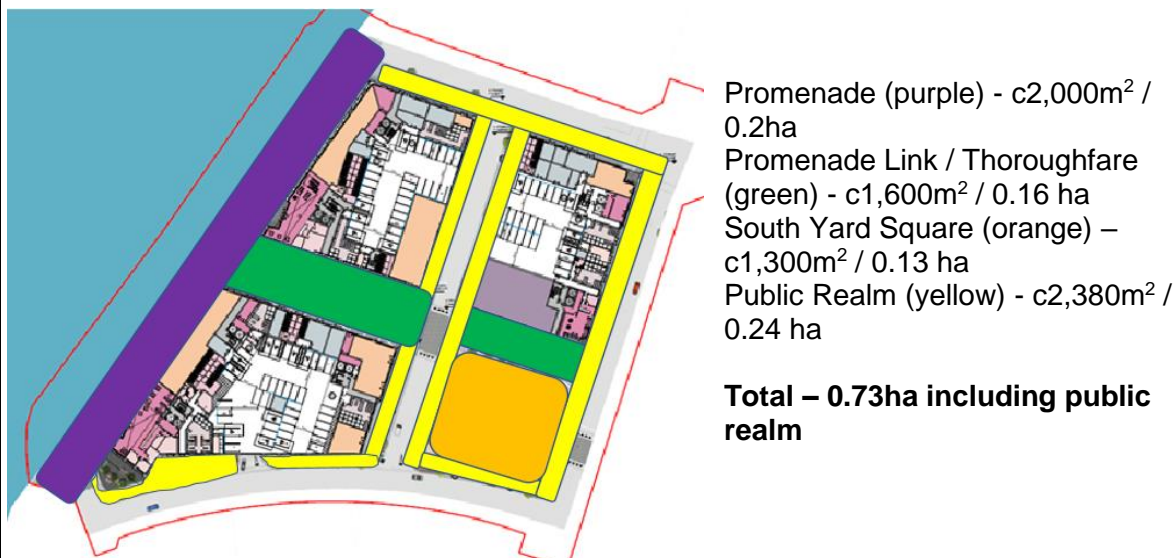 Promenade (purple) - c2,000m² /
0.2ha
Promenade Link / Thoroughfare
(green) - c1,600m² / 0.16 ha
South Yard Square (orange) –
c1,300m² / 0.13 ha
Public Realm (yellow) - c2,380m² /
0.24 ha
Total – 0.73ha including public
realm